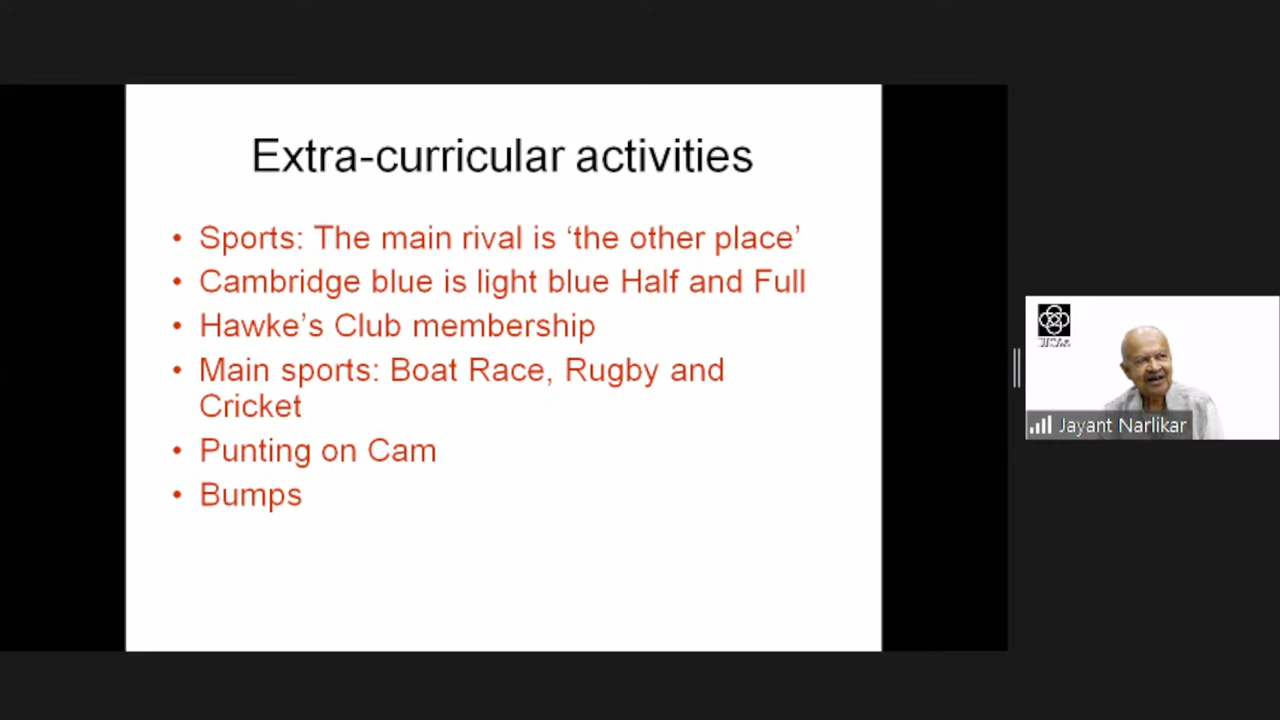 Extra-curricular activities
• Sports: The main rival is ‘the other place’
• Cambridge blue is light blue Half and Full
• Hawke’s Club membership
• Main sports: Boat Race, Rugby and
Cricket
• Punting on Cam
• Bumps
Jayant Narlikar